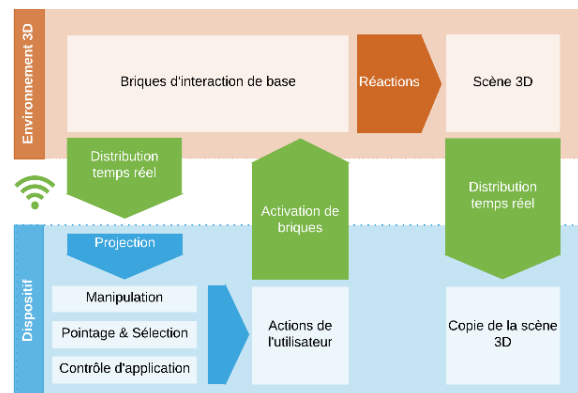 Environnement 3D
Briques d'interaction de base
Réactions
Scène 3D
Distribution
temps réel
Activation de
briques
Distribution
temps réel
Dispositif
Projection
Manipulation
Pointage & Sélection
Contrôle d'application
Actions de
l'utilisateur
Copie de la scène
3D